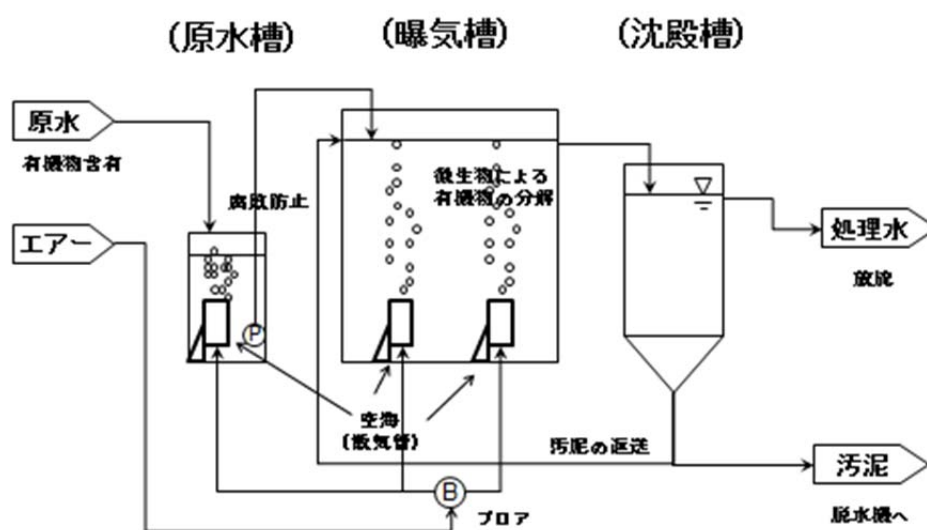 (原水槽)
(曝気槽)
(沈殿槽)
原水
有機物含有
腐敗防止
微生物による
有機物の分解
エアー
処理水
放流
P
空海
(散気管)
汚泥の返送
汚泥
B
ブロア
脱水機へ